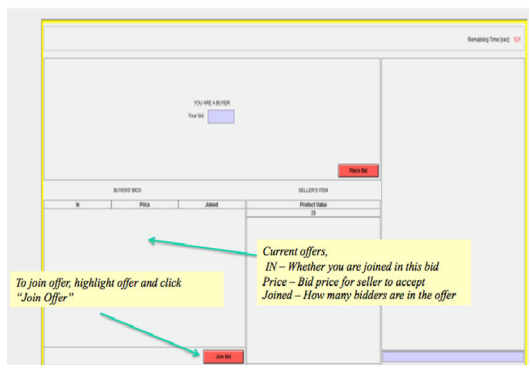 Remaining Time [sec]: 121
YOU ARE A BUYER
Your bid
Place Bid
BUYERS' BIDS
SELLER'S ITEM
In Price Joined Product Value
28
Current offers,
IN – Whether you are joined in this bid
Price – Bid price for seller to accept
Joined – How many bidders are in the offer
To join offer, highlight offer and click
“Join Offer”
Join Bid